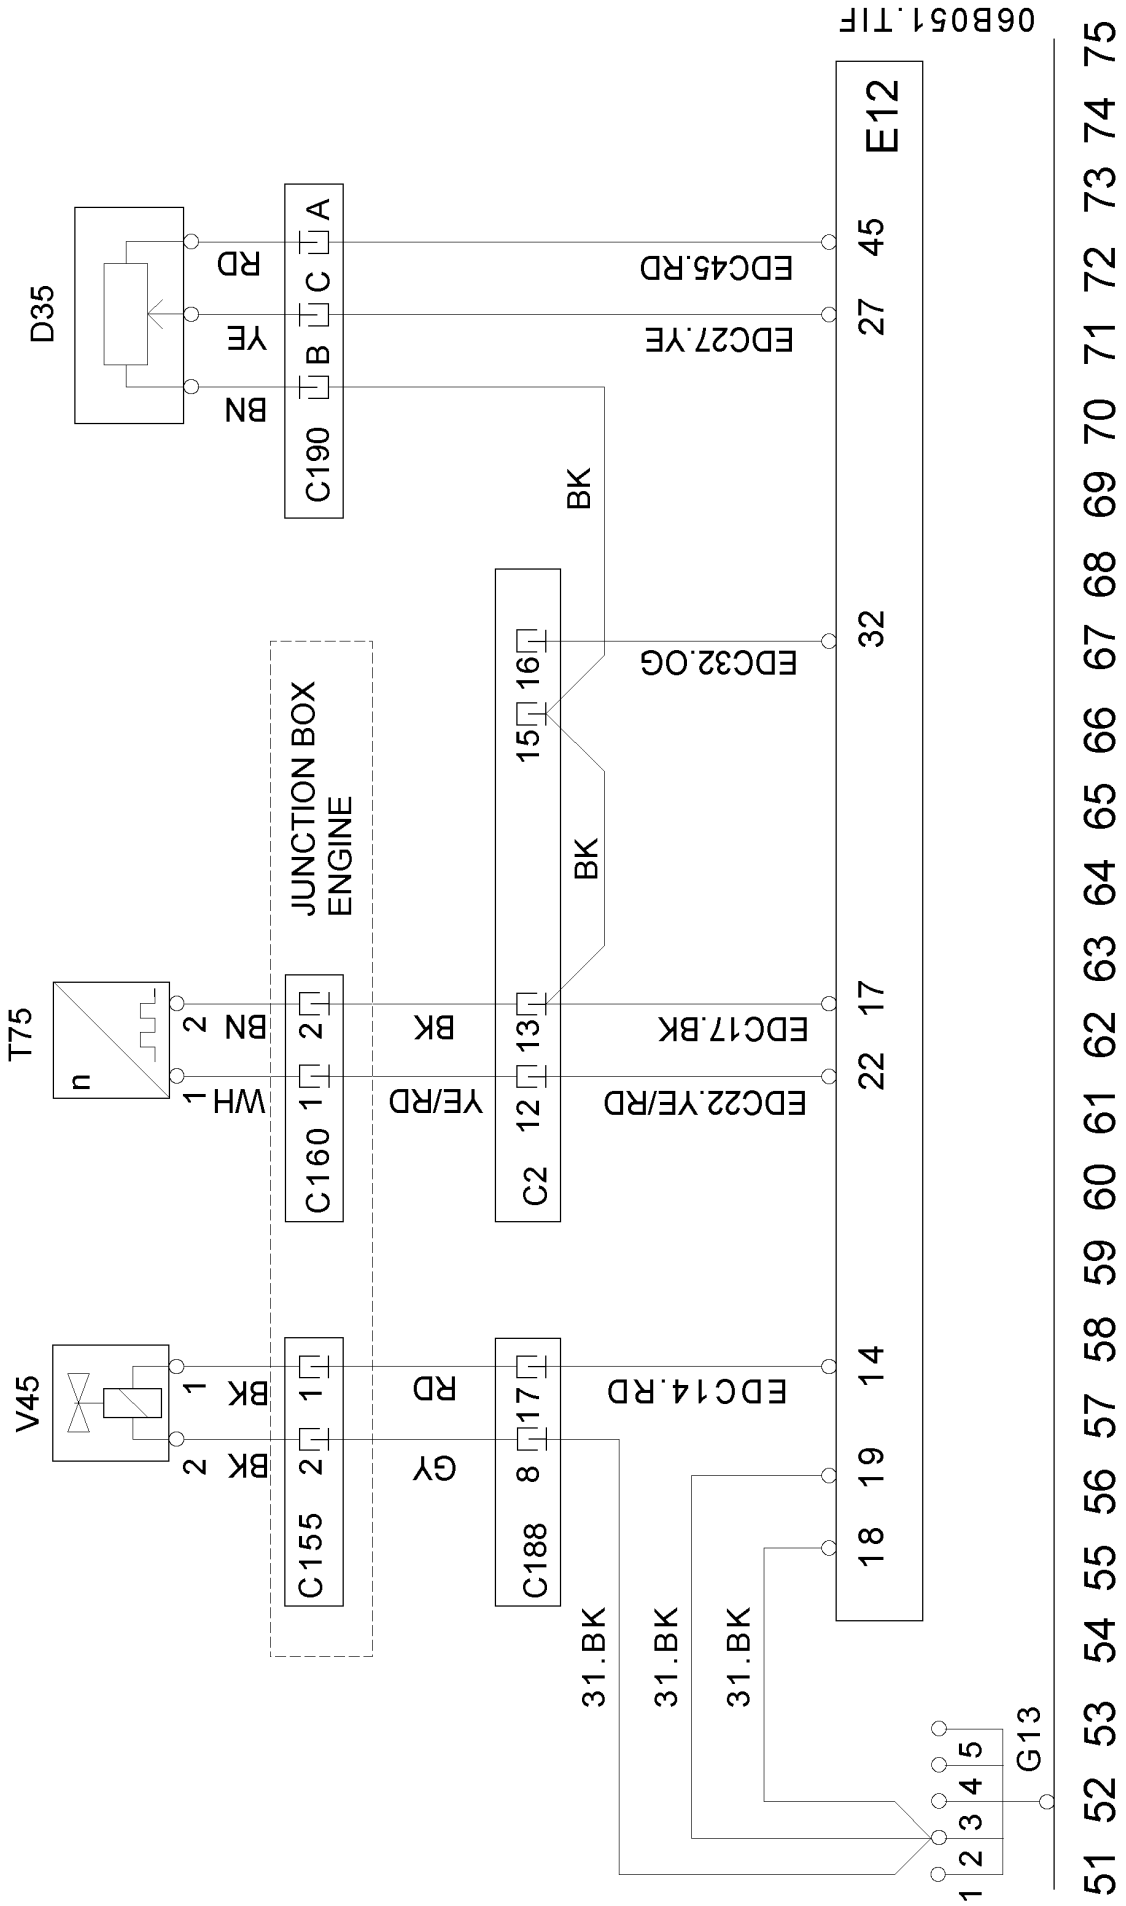 V45
T75
D35
n
2 1
1 2
BK BK
WH BN
BN YE RD
C155 2 1
C160 1 2
C190 B C A
JUNCTION BOX
ENGINE
GY RD
YE/RD BK
C188 8 17
C2 12 13 15 16
BK
BK
31.BK
31.BK
31.BK
EDC14.RD
EDC22.YE/RD
EDC17.BK
EDC32.OG
EDC27.YE
EDC45.RD
18 19 14 22 17 32 27 45 E12
1 2 3 4 5
G13
06B051.TIF
51 52 53 54 55 56 57 58 59 60 61 62 63 64 65 66 67 68 69 70 71 72 73 74 75